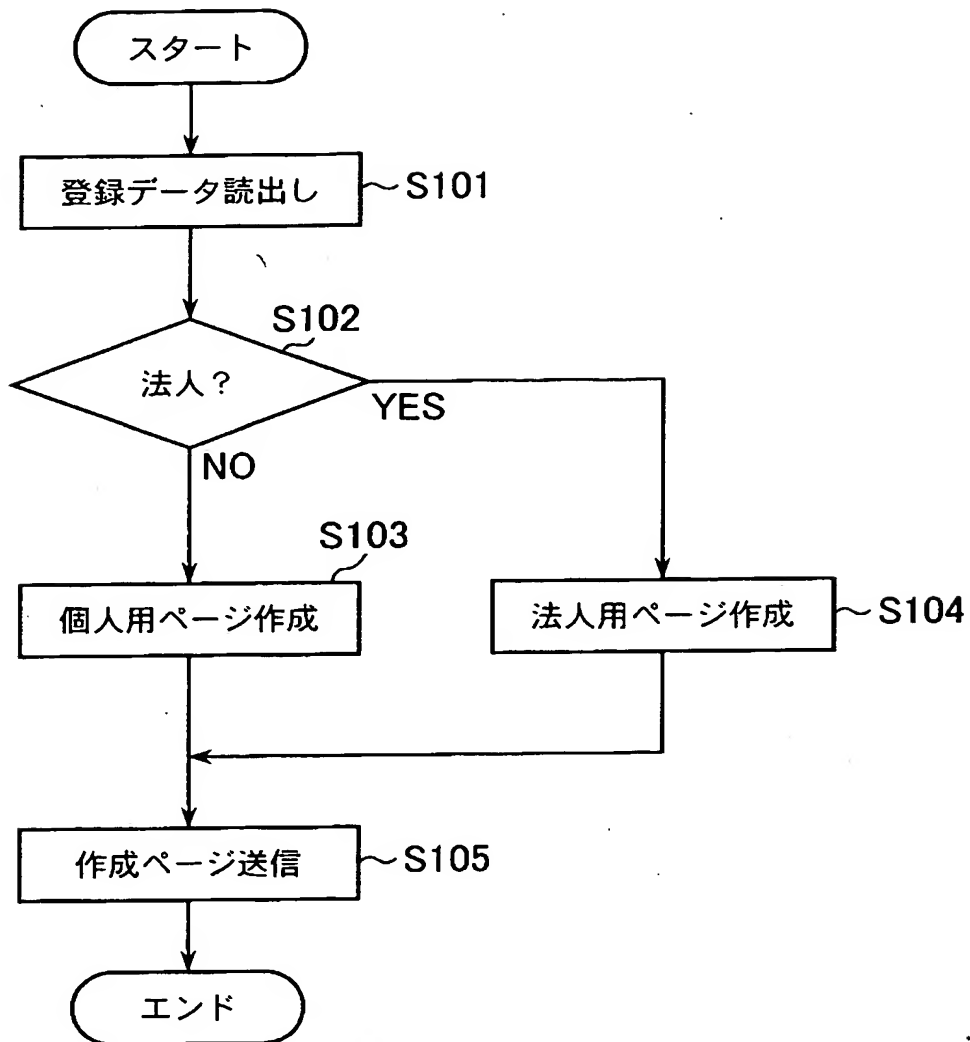 スタート
登録データ読出し
S101
S102
法人？
YES
NO
S103
個人用ページ作成
法人用ページ作成
S104
作成ページ送信
S105
エンド